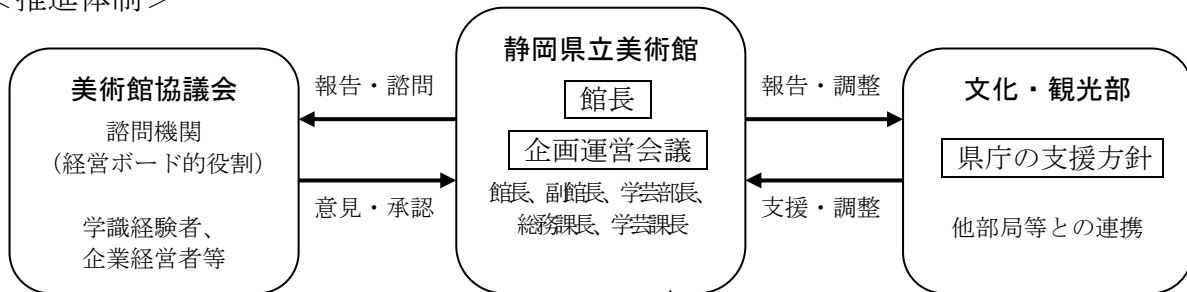 ＜推進体制＞
美術館協議会
諮問機関
（経営ボード的役割）
学識経験者、
企業経営者等
報告・諮問
意見・承認
静岡県立美術館
館長
企画運営会議
館長、副館長、学芸部長、
総務課長、学芸課長
報告・調整
支援・調整
文化・観光部
県庁の支援方針
他部局等との連携